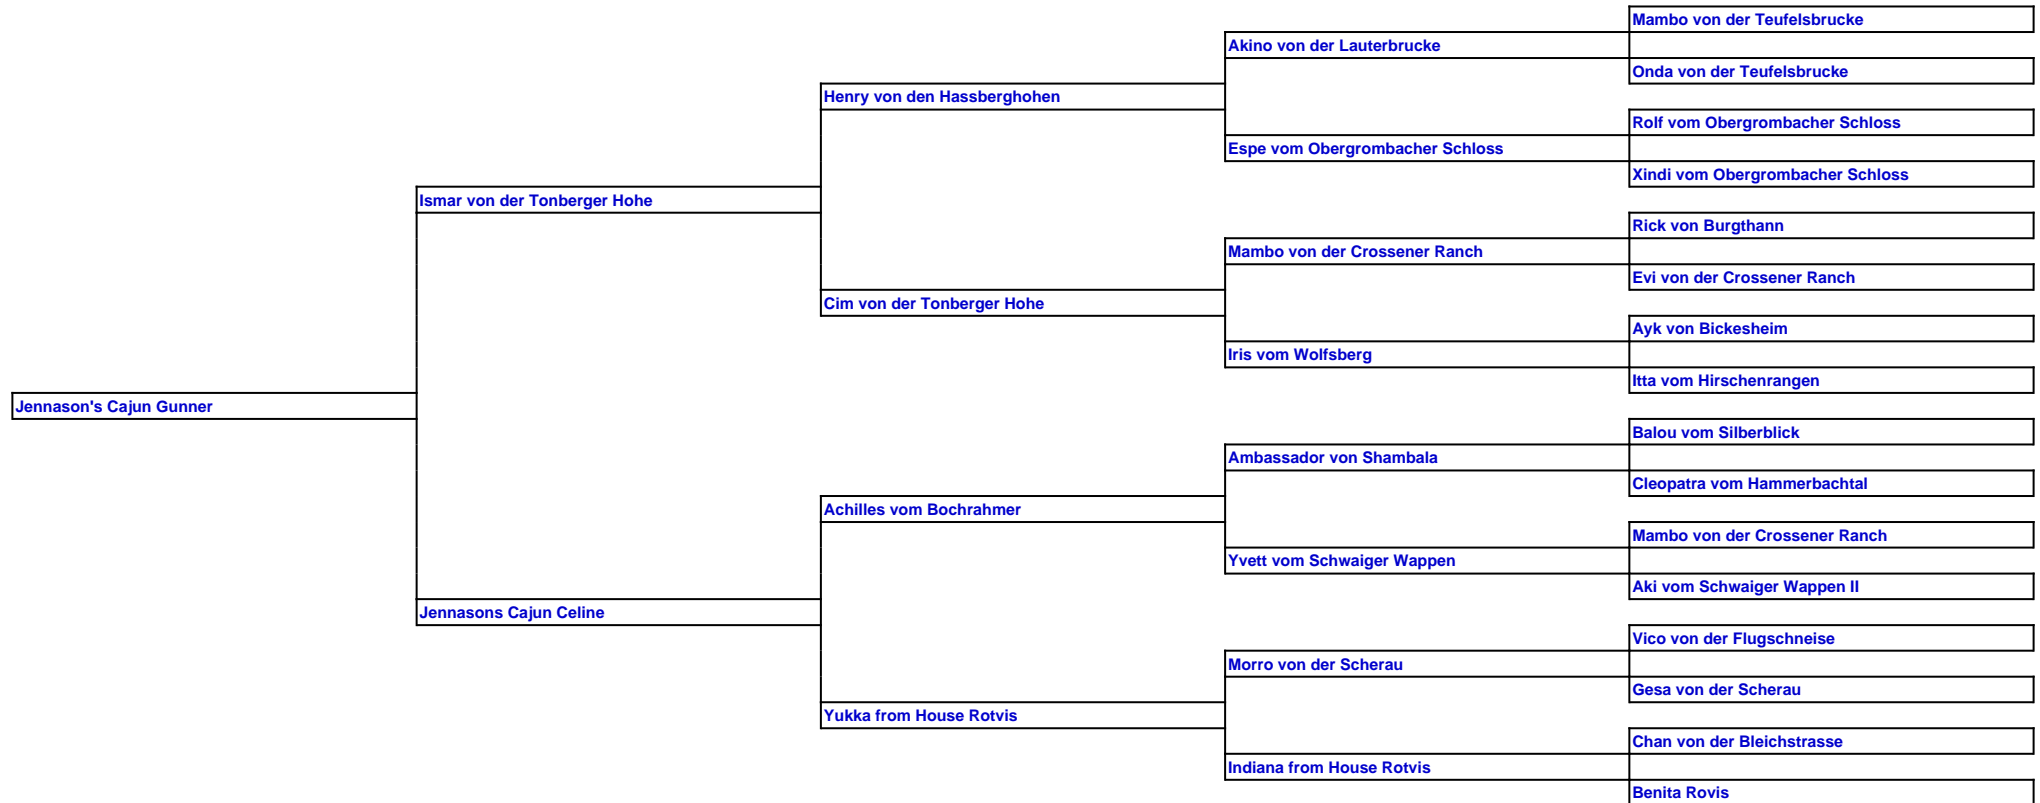 Mambo von der Teufelsbrucke
Akino von der Lauterbrucke
Onda von der Teufelsbrucke
Henry von den Hassberghohen
Rolf vom Obergrombacher Schloss
Espe vom Obergrombacher Schloss
Xindi vom Obergrombacher Schloss
Ismar von der Tonberger Hohe
Rick von Burgthann
Mambo von der Crossener Ranch
Evi von der Crossener Ranch
Cim von der Tonberger Hohe
Ayk von Bickesheim
Iris vom Wolfsberg
Itta vom Hirschenrangen
Jennason's Cajun Gunner
Balou vom Silberblick
Ambassador von Shambala
Cleopatra vom Hammerbachtal
Achilles vom Bochrahmer
Mambo von der Crossener Ranch
Yvett vom Schwaiger Wappen
Aki vom Schwaiger Wappen II
Jennasons Cajun Celine
Vico von der Flugschneise
Morro von der Scherau
Gesa von der Scherau
Yukka from House Rotvis
Chan von der Bleichstrasse
Indiana from House Rotvis
Benita Rovis